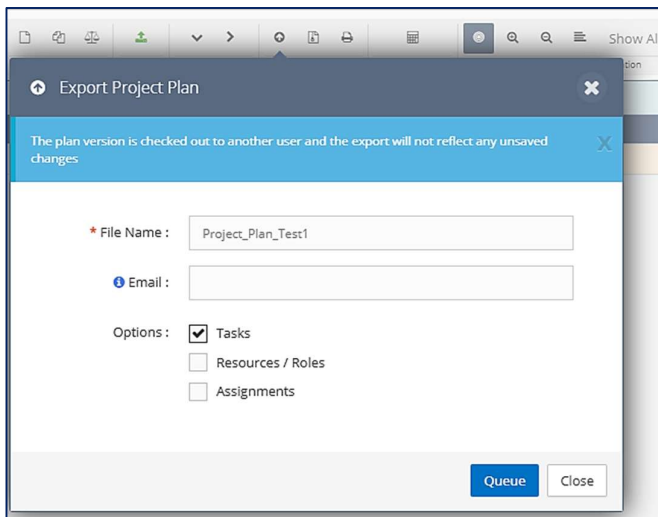 Show Al
tion
Export Project Plan
The plan version is checked out to another user and the export will not reflect any unsaved
changes
* File Name :
Project_Plan_Test1
Email :
Options :
Tasks
Resources / Roles
Assignments
Queue
Close